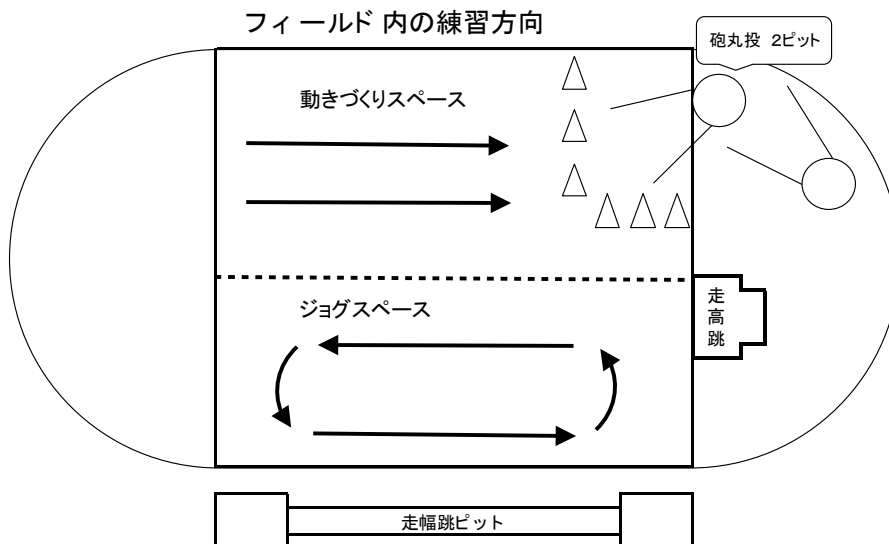 フィールド 内の練習方向
砲丸投 2ピット
動きづくりスペース
ジョグスペース
走高跳
走幅跳ピット